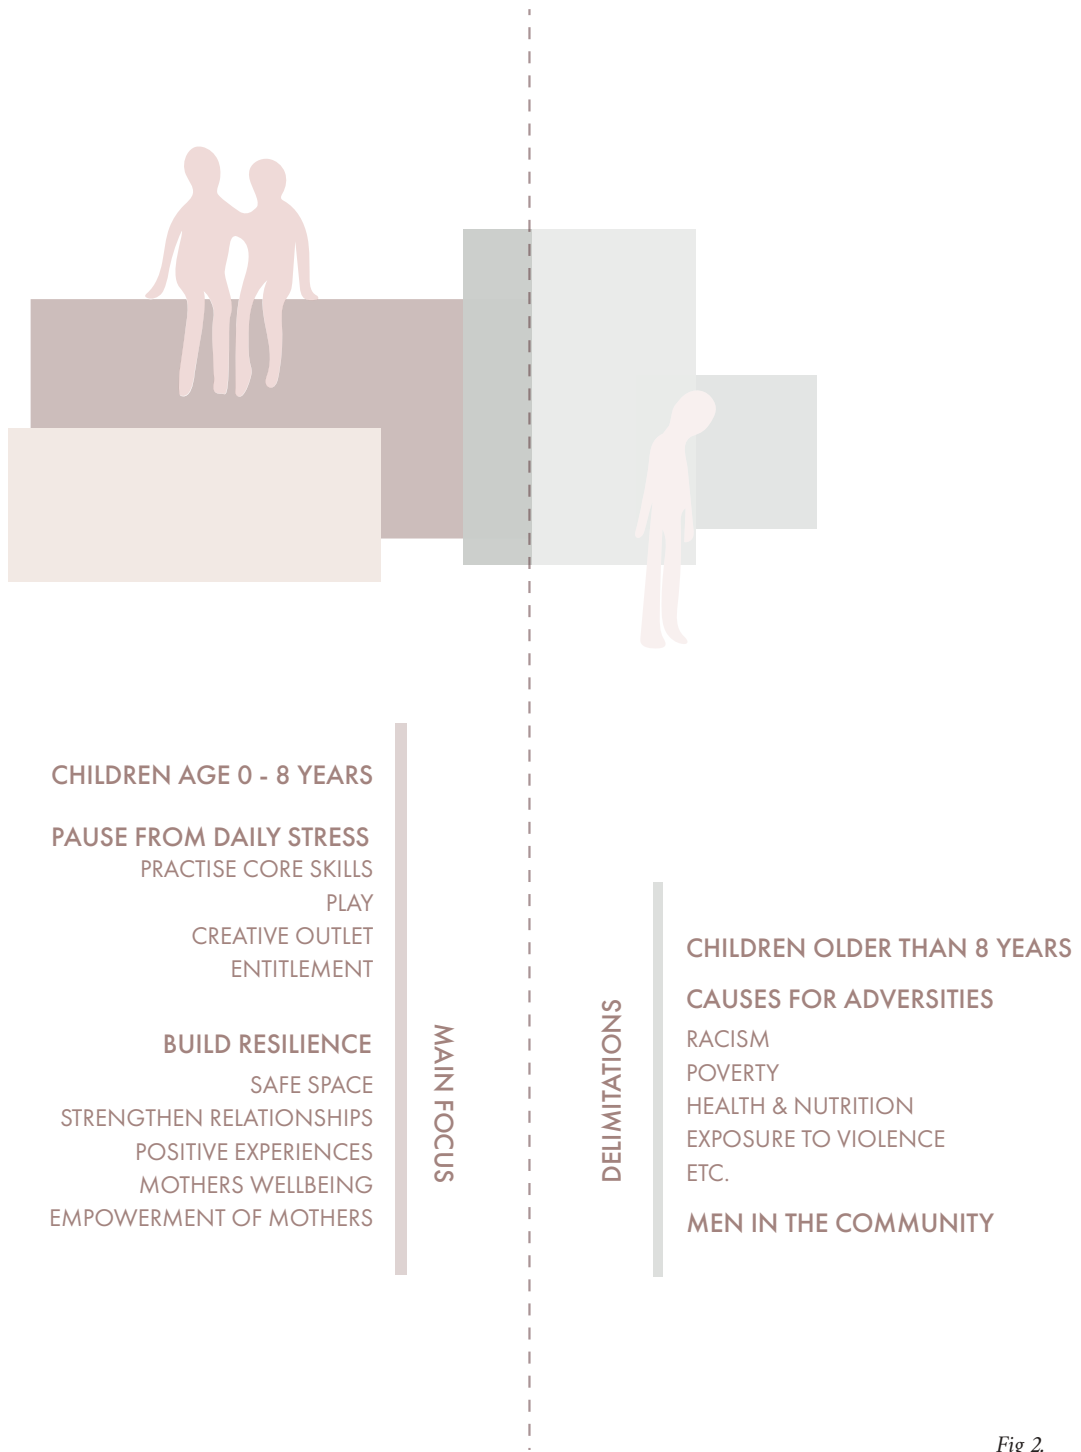 CHILDREN AGE 0 - 8 YEARS
PAUSE FROM DAILY STRESS
PRACTISE CORE SKILLS
PLAY
CREATIVE OUTLET
ENTITLEMENT
BUILD RESILIENCE
SAFE SPACE
STRENGTHEN RELATIONSHIPS
POSITIVE EXPERIENCES
MOTHERS WELLBEING
EMPOWERMENT OF MOTHERS
MAIN FOCUS
DELIMITATIONS
CHILDREN OLDER THAN 8 YEARS
CAUSES FOR ADVERSITIES
RACISM
POVERTY
HEALTH & NUTRITION
EXPOSURE TO VIOLENCE
ETC.
MEN IN THE COMMUNITY
Fig 2.